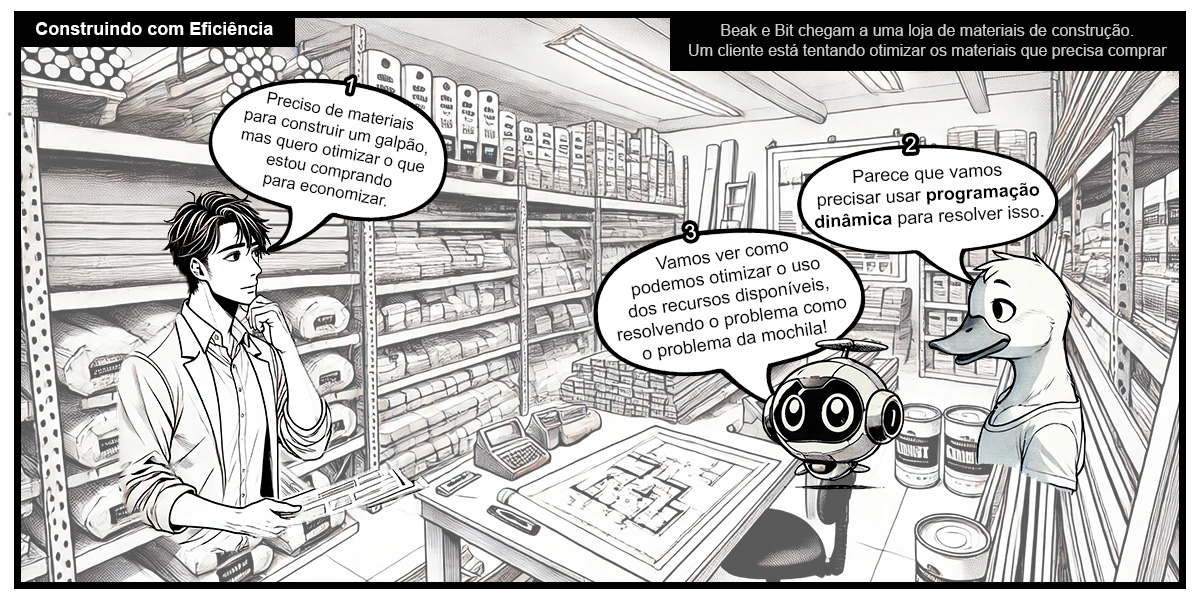 Construindo com Eficiência
Beak e Bit chegam a uma loja de materiais de construção.
Um cliente está tentando otimizar os materiais que precisa comprar
1
Preciso de materiais
para construir um galpão,
mas quero otimizar o que
estou comprando
para economizar.
2
Parece que vamos
precisar usar programação
dinâmica para resolver isso.
3
Vamos ver como
podemos otimizar o uso
dos recursos disponíveis,
resolvendo o problema como
o problema da mochila!